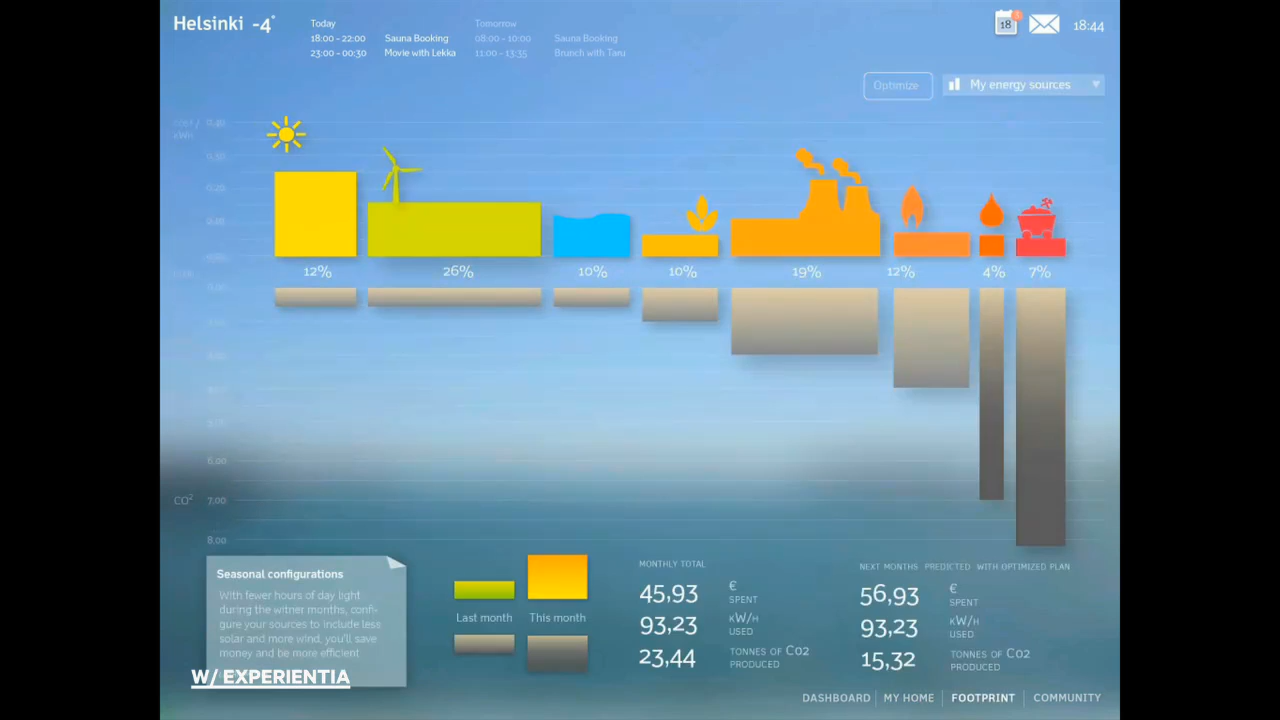 Helsinki -4°
Today
18:00 - 22:00 Sauna Booking
23:00 - 00:30 Movie with Lekka
Tomorrow
08:00 - 10:00 Sauna Booking
11:00 - 13:35 Brunch with Taru
18
18:44
Optimize
My energy sources
kWh
0,40
0,30
0,20
0,10
12%
26%
10%
10%
19%
12%
4%
7%
6,00
CO²
7,00
8,00
Seasonal configurations
With fewer hours of day light
during the witner months, confi-
gure your sources to include less
solar and more wind, you'll save
money and be more efficient
W/ EXPERIENTIA
Last month
This month
MONTHLY TOTAL
45,93 € SPENT
93,23 KW/H USED
23,44 TONNES OF CO2 PRODUCED
NEXT MONTHS PREDICTED WITH OPTIMIZED PLAN
56,93 € SPENT
93,23 KW/H USED
15,32 TONNES OF CO2 PRODUCED
DASHBOARD
MY HOME
FOOTPRINT
COMMUNITY